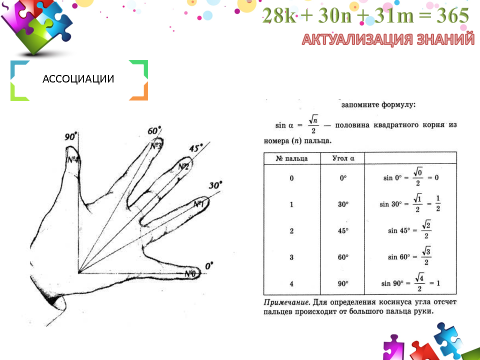 28k + 30n + 31m = 365
АКТУАЛИЗАЦИЯ ЗНАНИЙ
АССОЦИАЦИИ
запомните формулу:
sin α = √n/2 — половина квадратного корня из
номера (n) пальца.
№ пальца Угол α
0 0° sin 0° = √0/2 = 0
1 30° sin 30° = √1/2 = 1/2
2 45° sin 45° = √2/2
3 60° sin 60° = √3/2
4 90° sin 90° = √4/2 = 1
Примечание. Для определения косинуса угла отсчет
пальцев происходит от большого пальца руки.
90°
№4
60°
№3
45°
№2
30°
№1
0°
№0